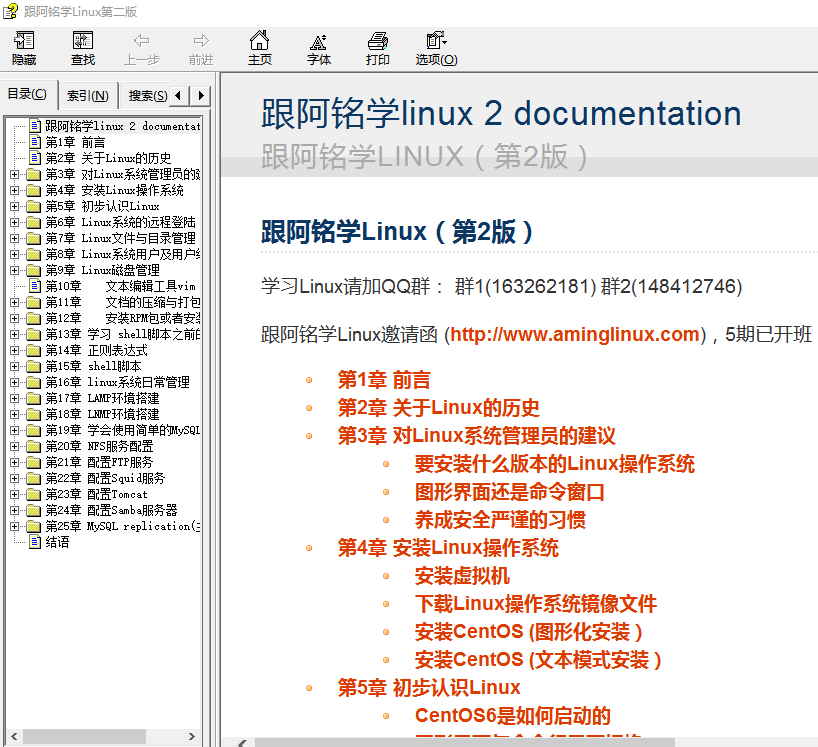 跟阿铭学Linux第二版
隐藏 查找 上一步 前进 主页 字体 打印 选项(O)
目录(C) 索引(N) 搜索(S)
跟阿铭学linux 2 documentat
第1章 前言
第2章 关于Linux的历史
第3章 对Linux系统管理员的建
第4章 安装Linux操作系统
第5章 初步认识Linux
第6章 Linux系统的远程登陆
第7章 Linux文件与目录管理
第8章 Linux系统用户及用户组
第9章 Linux磁盘管理
第10章 文本编辑工具vim
第11章 文档的压缩与打包
第12章 安装RPM包或者安装
第13章 学习 shell脚本之前的
第14章 正则表达式
第15章 shell脚本
第16章 linux系统日常管理
第17章 LAMP环境搭建
第18章 LNMP环境搭建
第19章 学会使用简单的MySQL
第20章 NFS服务配置
第21章 配置FTP服务
第22章 配置Squid服务
第23章 配置Tomcat
第24章 配置Samba服务器
第25章 MySQL replication(主
结语
跟阿铭学linux 2 documentation
跟阿铭学LINUX（第2版）
跟阿铭学Linux（第2版）
学习Linux请加QQ群： 群1(163262181) 群2(148412746)
跟阿铭学Linux邀请函 (http://www.aminglinux.com)，5期已开班
第1章 前言
第2章 关于Linux的历史
第3章 对Linux系统管理员的建议
要安装什么版本的Linux操作系统
图形界面还是命令窗口
养成安全严谨的习惯
第4章 安装Linux操作系统
安装虚拟机
下载Linux操作系统镜像文件
安装CentOS (图形化安装）
安装CentOS (文本模式安装）
第5章 初步认识Linux
CentOS6是如何启动的